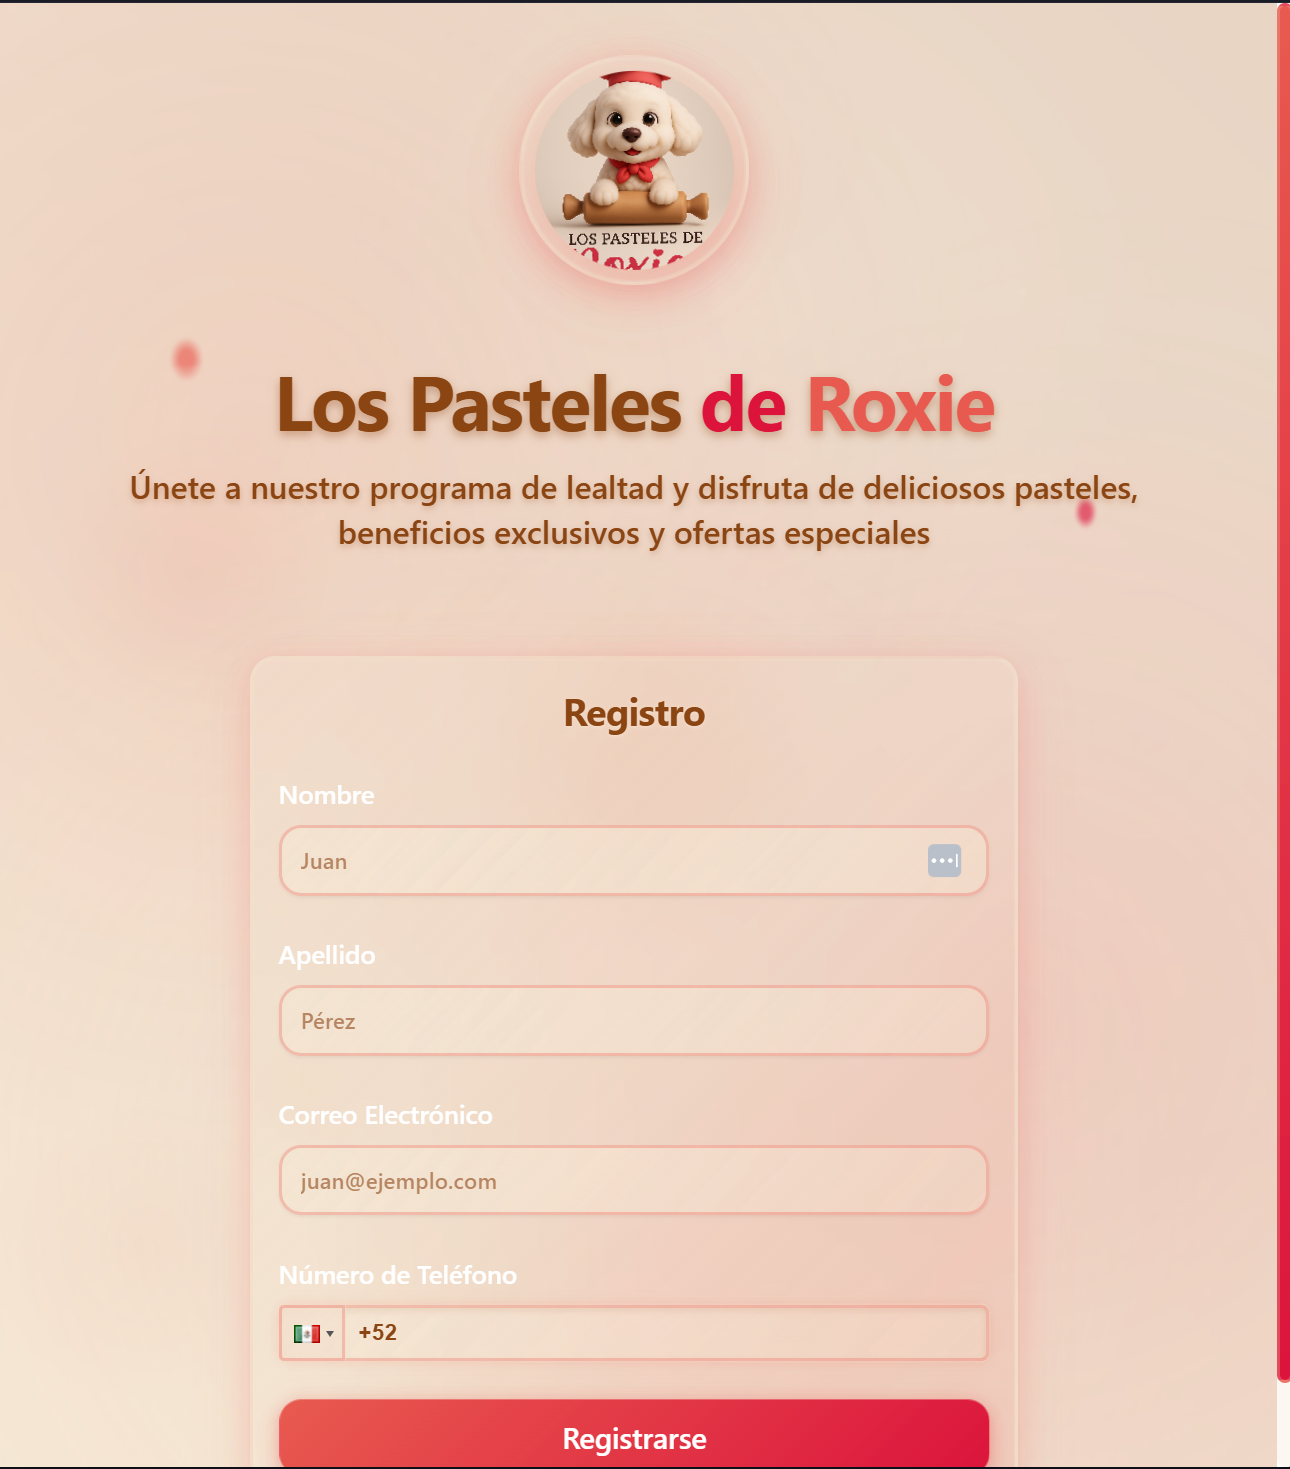 LOS PASTELES DE
Roxie
Los Pasteles de Roxie
Únete a nuestro programa de lealtad y disfruta de deliciosos pasteles,
beneficios exclusivos y ofertas especiales
Registro
Nombre
Juan
Apellido
Pérez
Correo Electrónico
juan@ejemplo.com
Número de Teléfono
+52
Registrarse